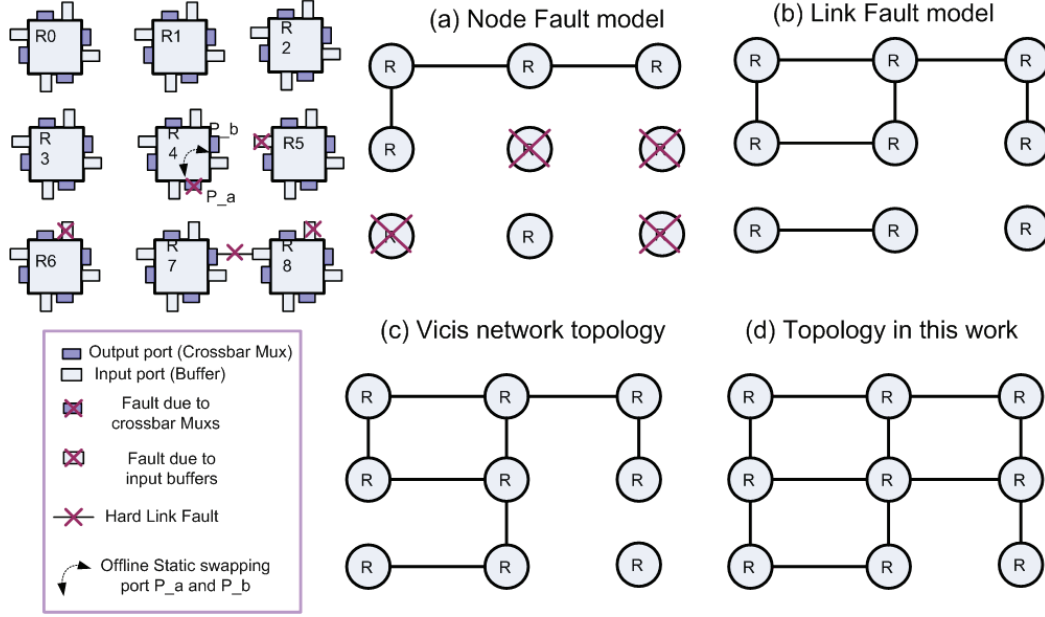 R0
R1
R
2
R
3
R
4
P_b
R5
P_a
R6
R
7
R
8
Output port (Crossbar Mux)
Input port (Buffer)
Fault due to
crossbar Muxs
Fault due to
input buffers
Hard Link Fault
Offline Static swapping
port P_a and P_b
(a) Node Fault model
R R R
R R R
R R R
(b) Link Fault model
R R R
R R R
R R R
(c) Vicis network topology
R R R
R R R
R R R
(d) Topology in this work
R R R
R R R
R R R